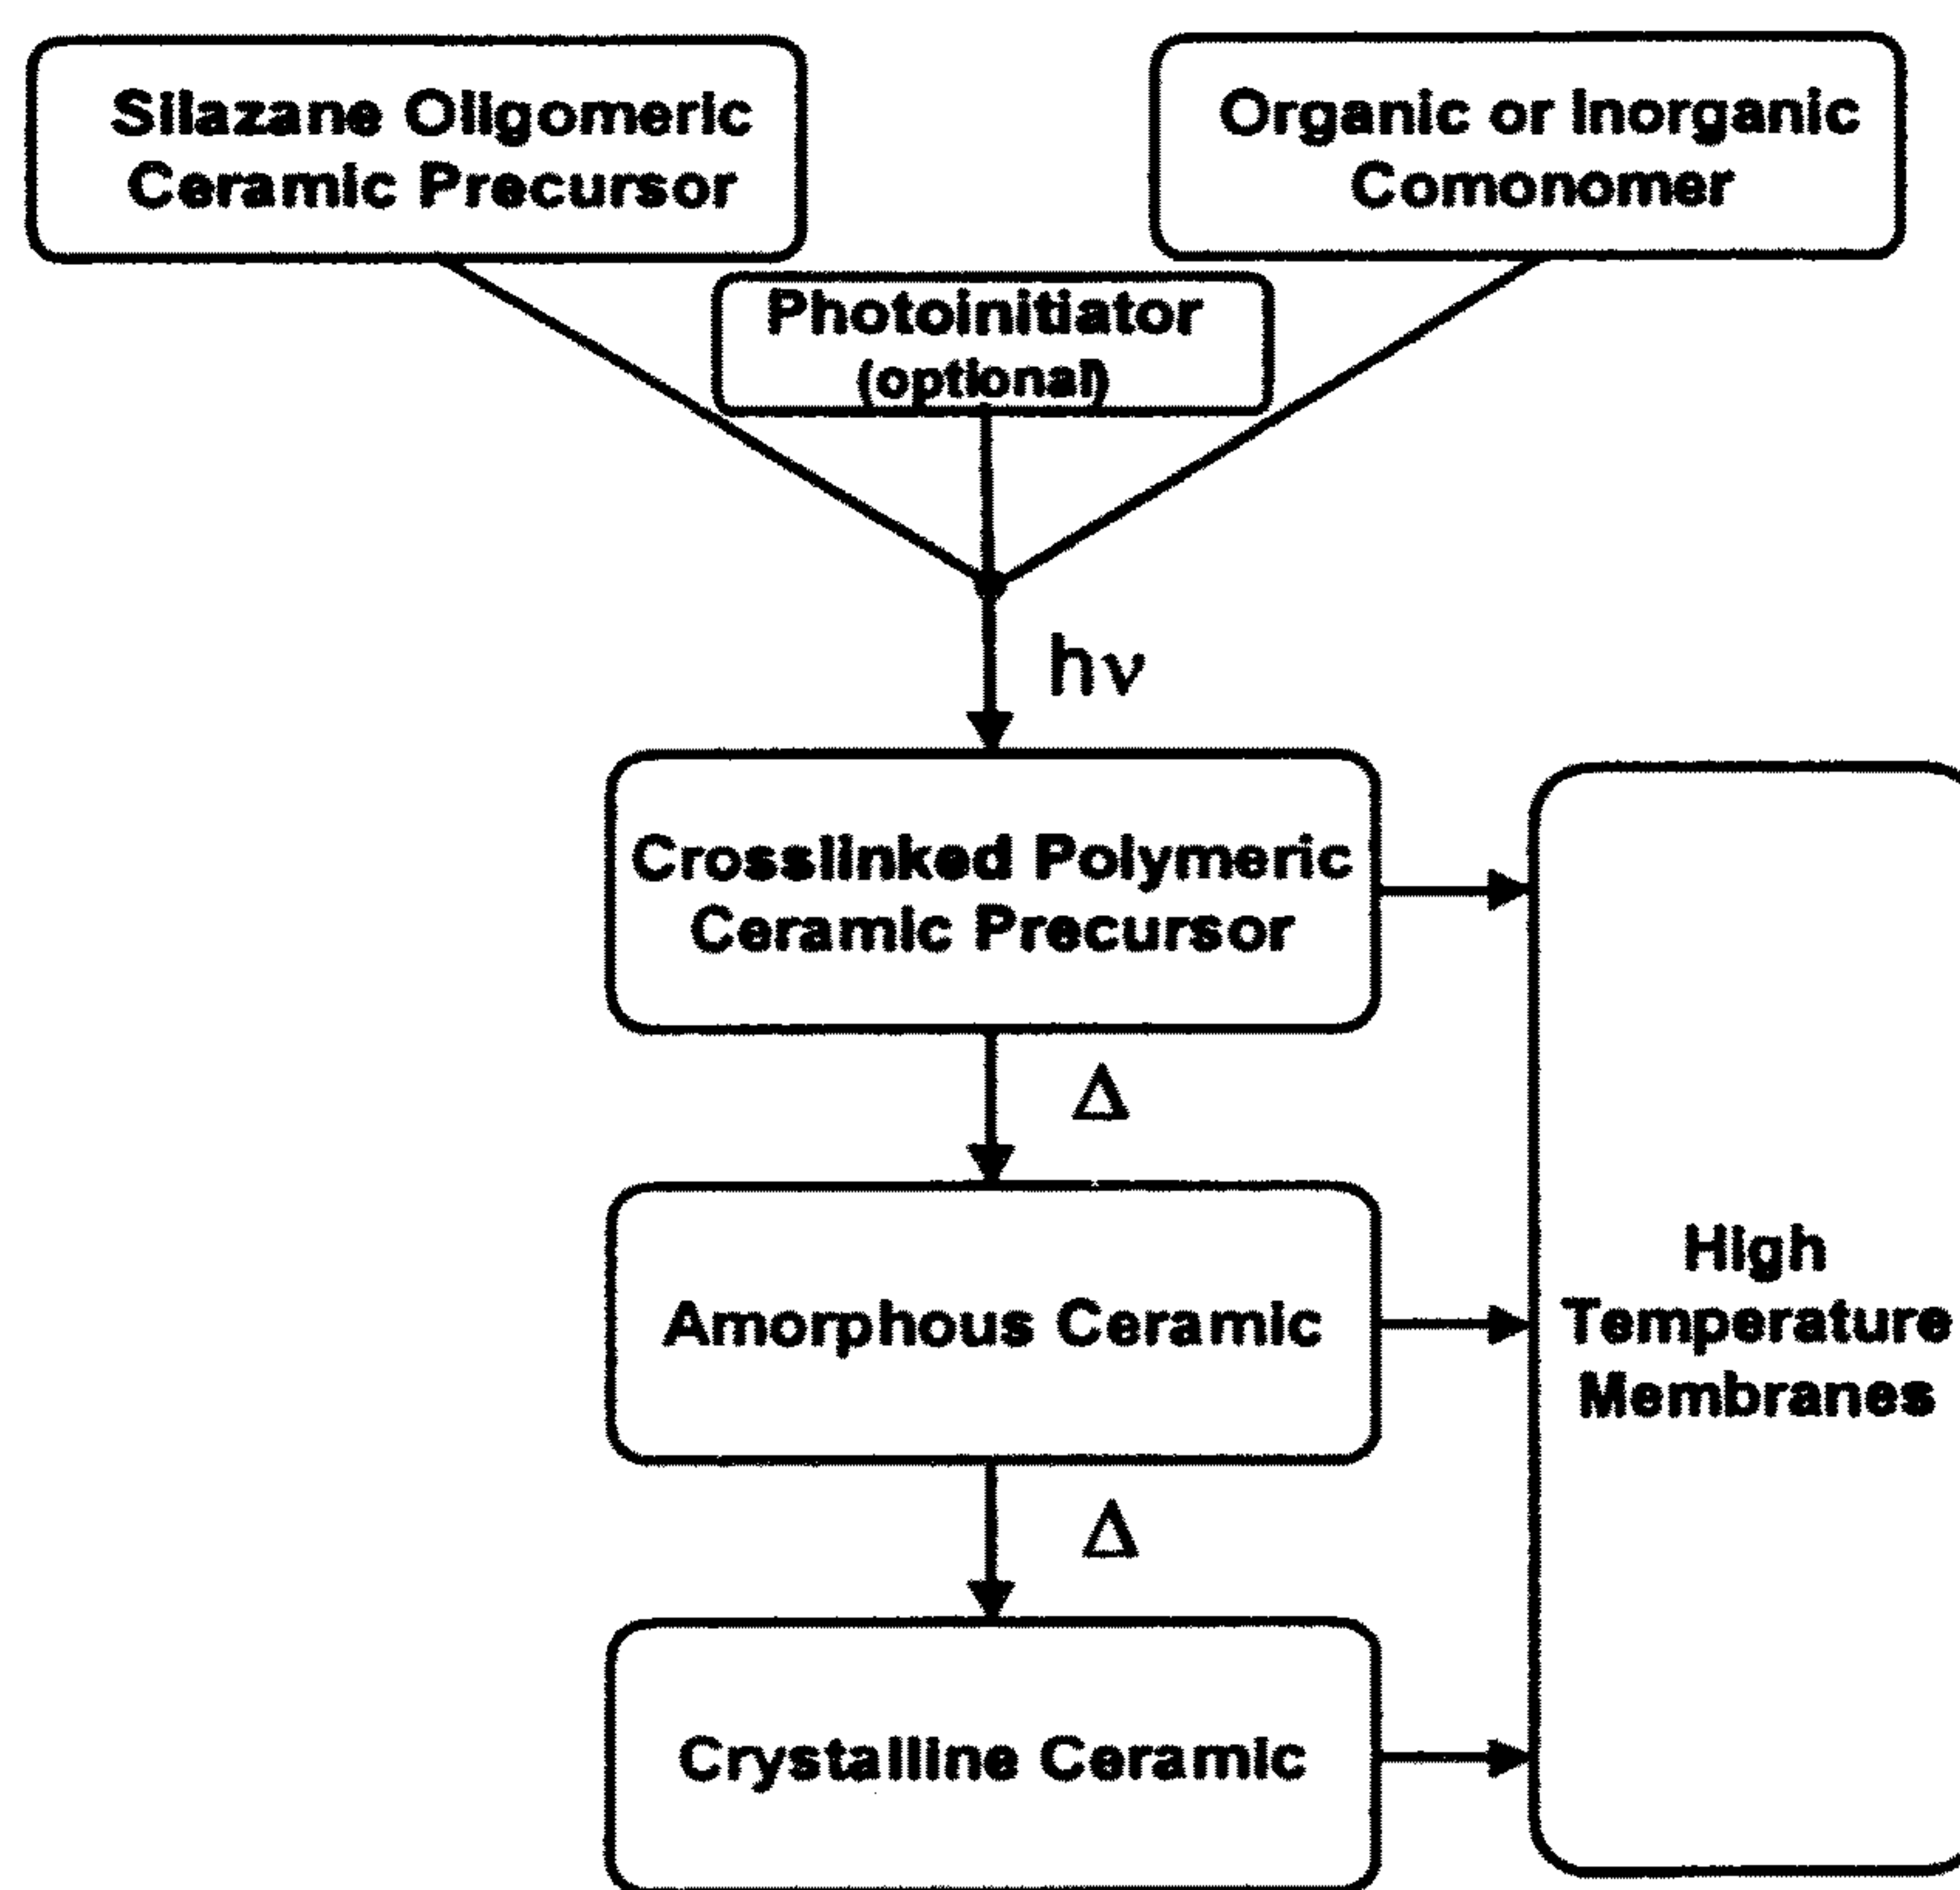 Silazane Oligomeric
Ceramic Precursor
Organic or Inorganic
Comonomer
Photoinitiator
(optional)
hν
Crosslinked Polymeric
Ceramic Precursor
Δ
Amorphous Ceramic
Δ
Crystalline Ceramic
High
Temperature
Membranes